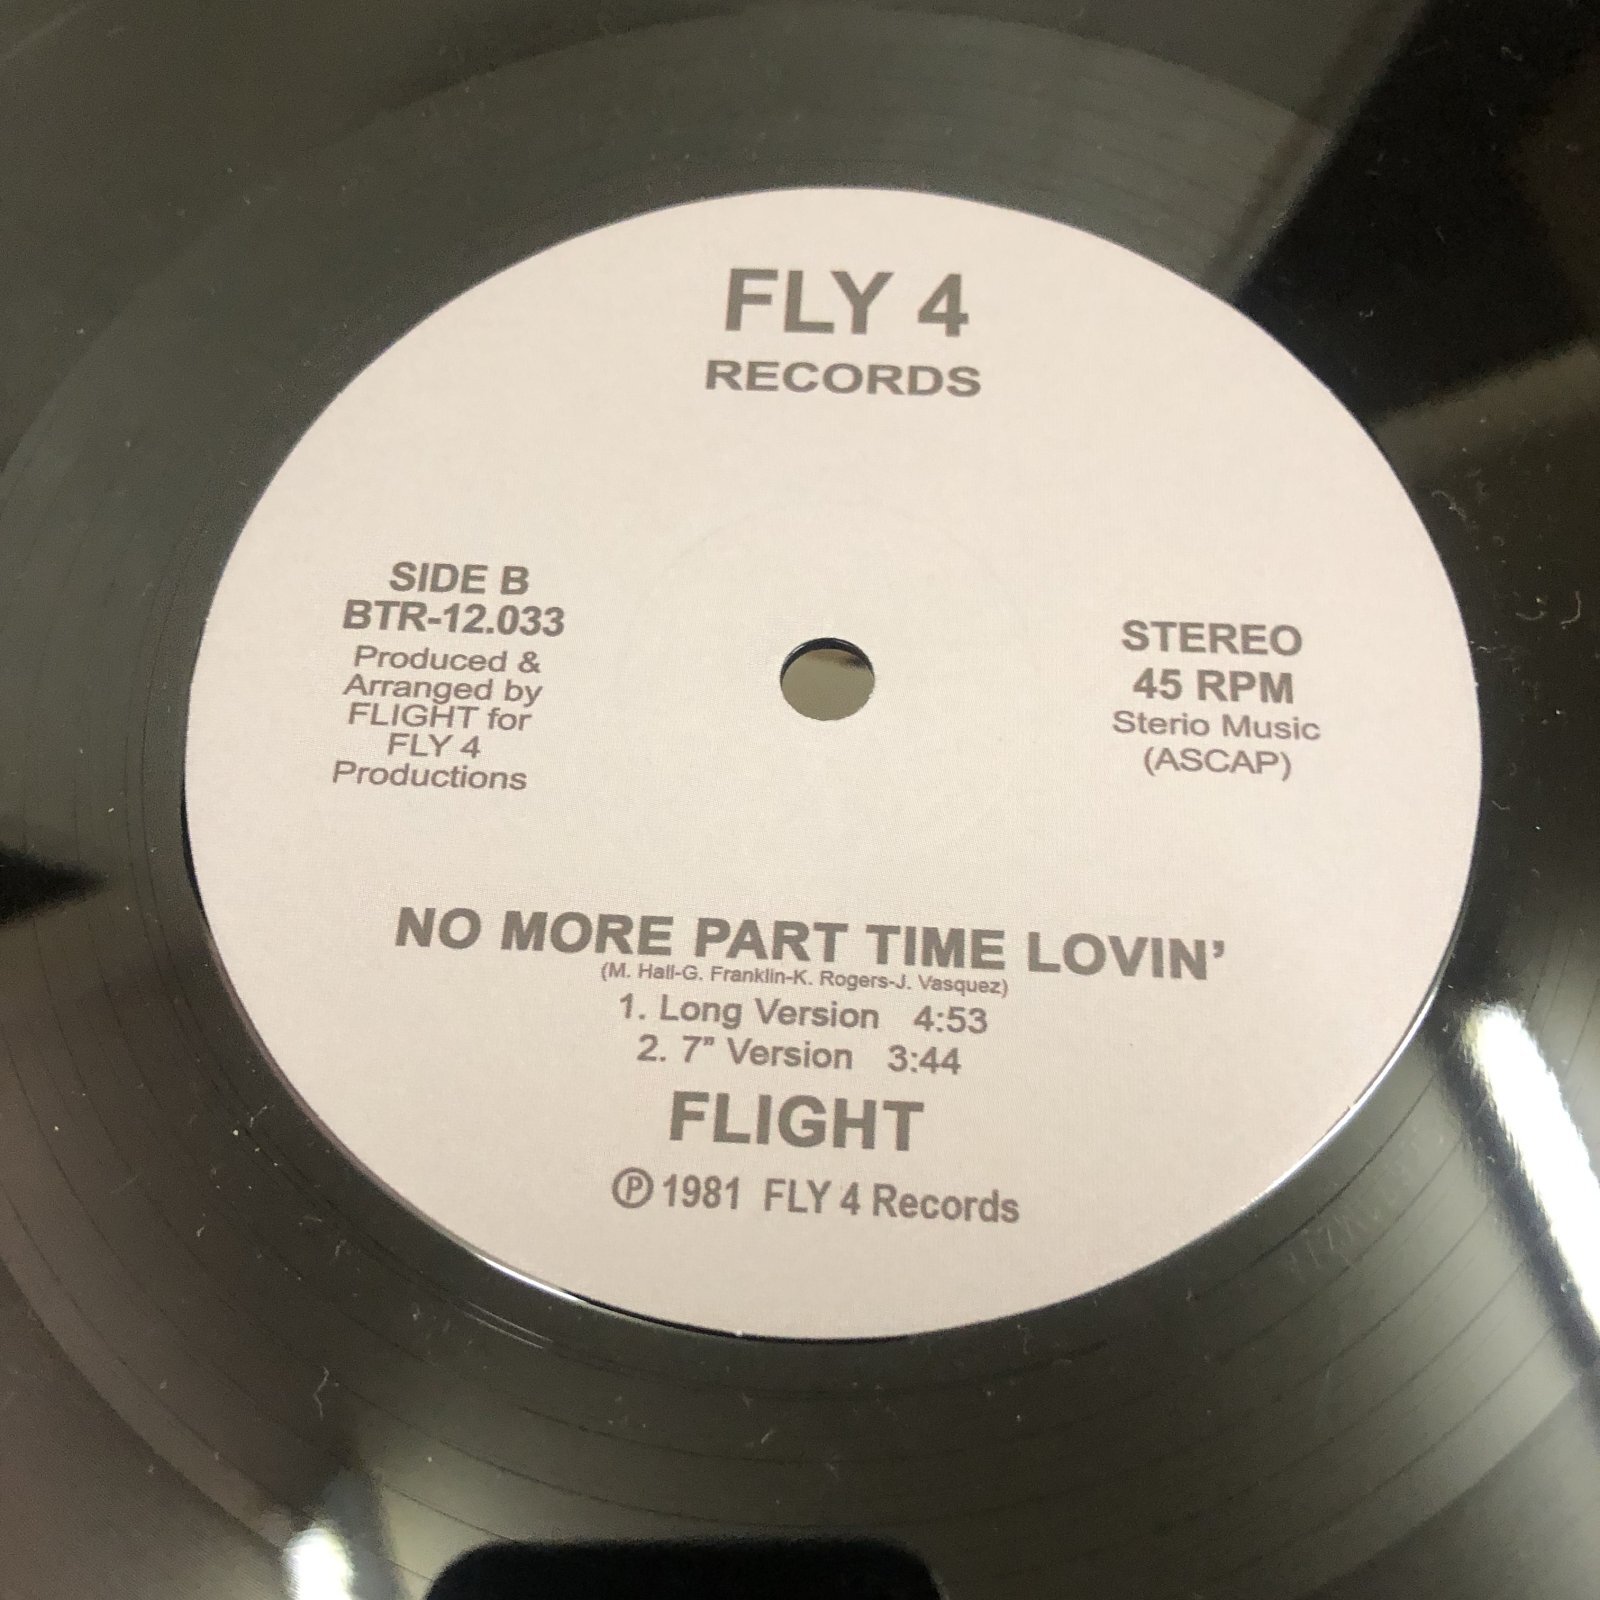 FLY 4
RECORDS
SIDE B
BTR-12.033
Produced &
Arranged by
FLIGHT for
FLY 4
Productions
STEREO
45 RPM
Sterio Music
(ASCAP)
NO MORE PART TIME LOVIN’
(M. Hall-G. Franklin-K. Rogers-J. Vasquez)
1. Long Version 4:53
2. 7” Version 3:44
FLIGHT
℗ 1981 FLY 4 Records